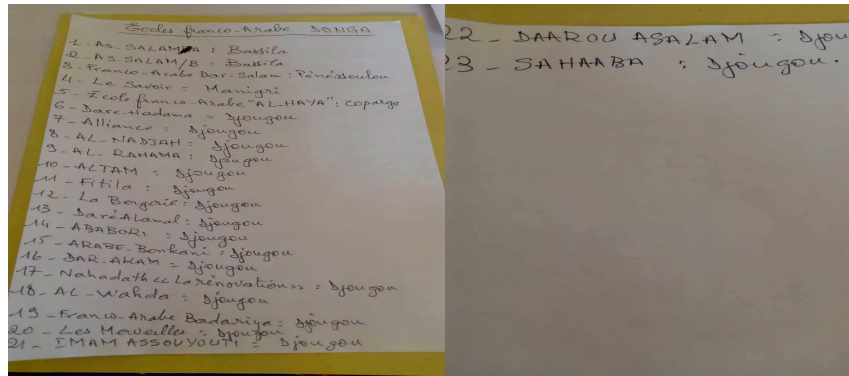 Ecoles franco-Arabe DONGA
1- AS-SALAM/A : Bassila
2- AS-SALAM/B : Bassila
3- Franco-Arabe Dar-Salam : Pénéssoulou
4- Le Savoir = Manigri
5- Ecole franco-Arabe "AL-HAYA" : Copargo
6- Dare-Hadama = Djougou
7- Alliance : Djougou
8- AL-NADJAH : Djougou
9- AL-RAHAMA : Djougou
10- ALTAM : Djougou
11- Fitila : Djougou
12- La Bergerie : Djougou
13- Daré Alamal : Djougou
14- ABABORI = Djougou
15- ARABE-Bonkani : Djougou
16- DAR-AKAM = Djougou
17- Nahadath <<La rénovation>> : Djougou
18- AL-Wahda : Djougou
19- Franco-Arabe Badariya : Djougou
20- Les Merveilles = Djougou
21- IMAM ASSOUYOUTI = Djougou
22- DAAROU ASALAM = Djou
23- SAHAABA : Djougou.